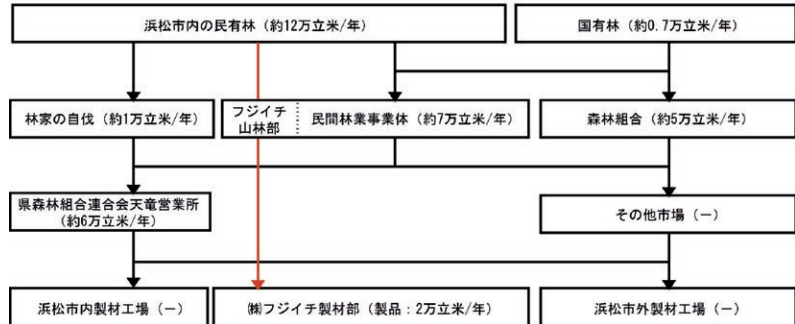 浜松市内の民有林（約12万立米/年）
国有林（約0.7万立米/年）
林家の自伐（約1万立米/年）
フジイチ
山林部
民間林業事業体（約7万立米/年）
森林組合（約5万立米/年）
県森林組合連合会天竜営業所
（約6万立米/年）
その他市場（－）
浜松市内製材工場（－）
㈱フジイチ製材部（製品：2万立米/年）
浜松市外製材工場（－）